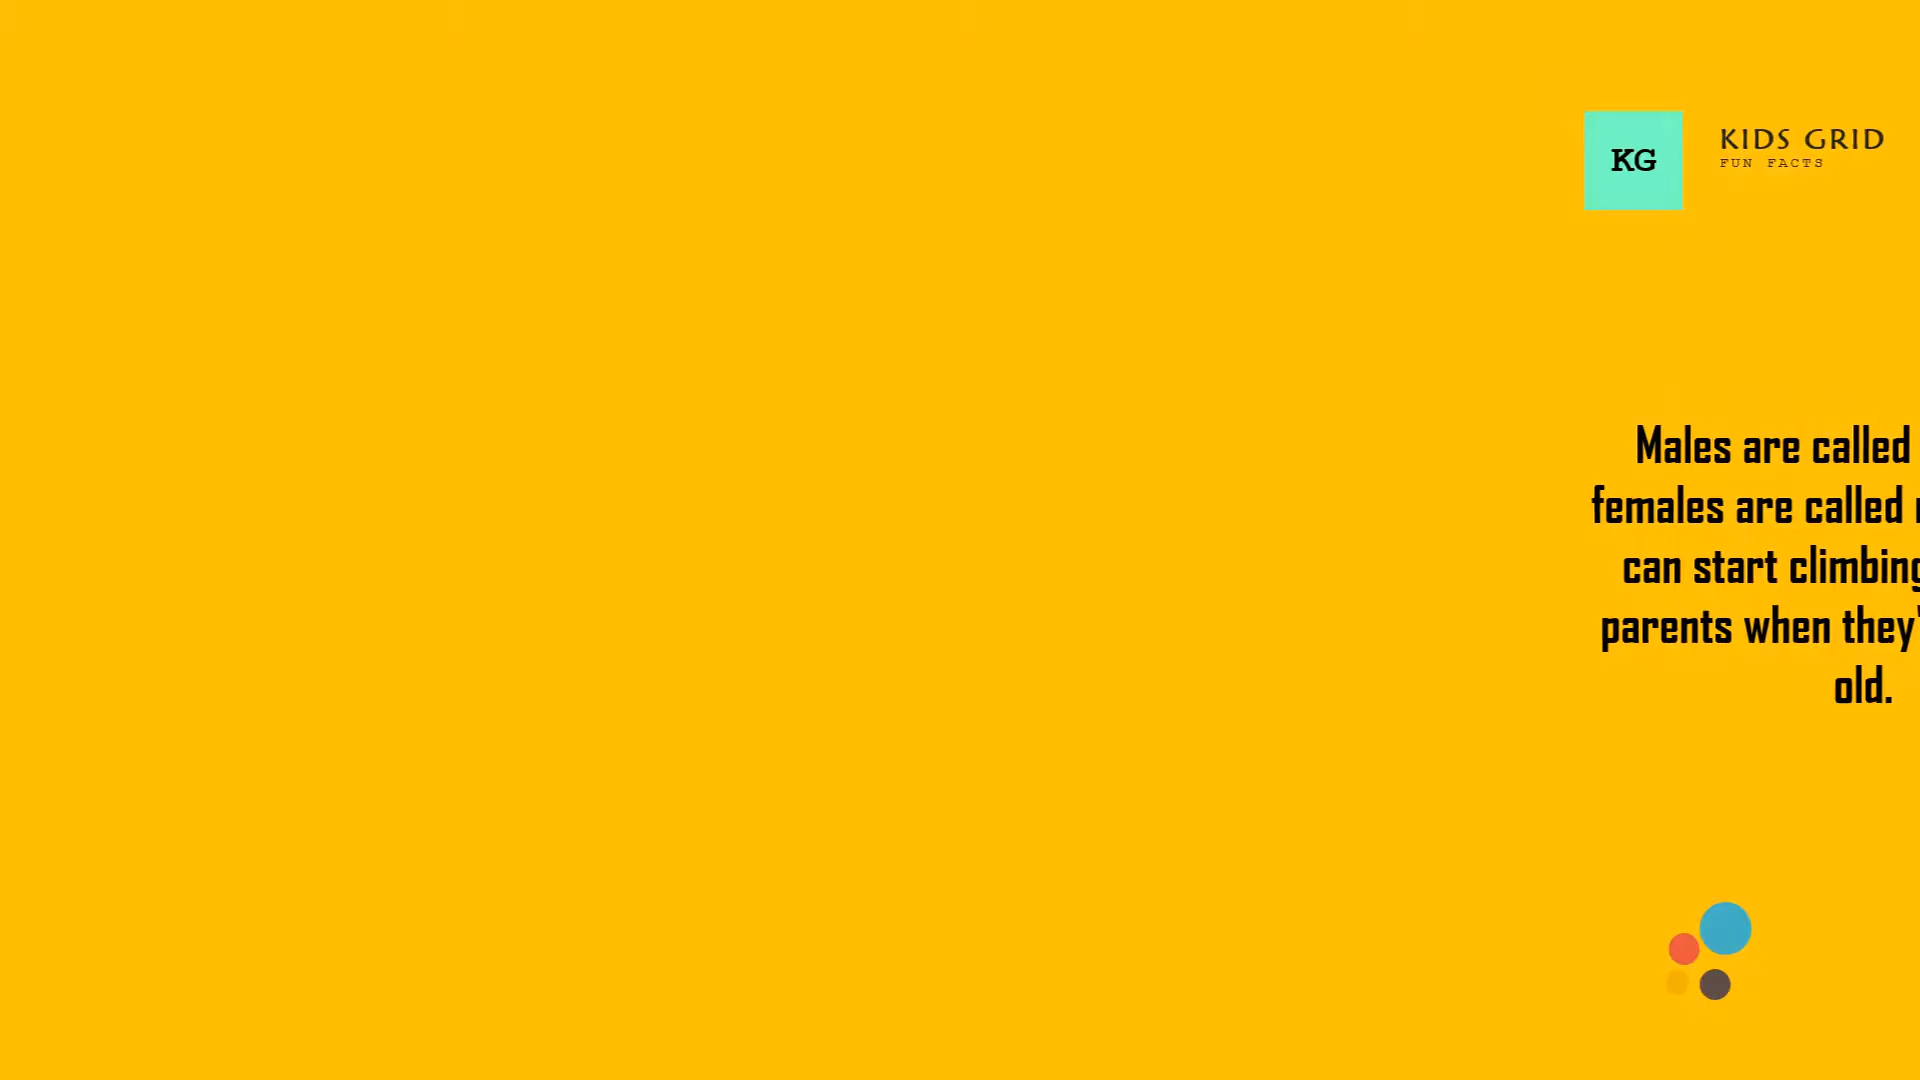 KG
KIDS GRID
FUN FACTS
Males are called
females are called
can start climbing
parents when they'
old.